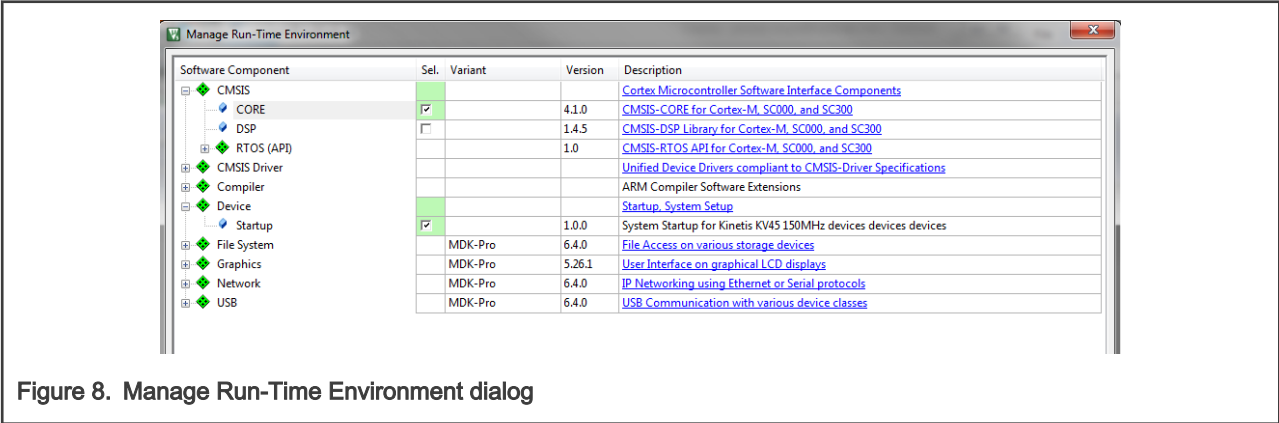 Manage Run-Time Environment
Software Component Sel. Variant Version Description
CMSIS Cortex Microcontroller Software Interface Components
CORE 4.1.0 CMSIS-CORE for Cortex-M, SC000, and SC300
DSP 1.4.5 CMSIS-DSP Library for Cortex-M, SC000, and SC300
RTOS (API) 1.0 CMSIS-RTOS API for Cortex-M, SC000, and SC300
CMSIS Driver Unified Device Drivers compliant to CMSIS-Driver Specifications
Compiler ARM Compiler Software Extensions
Device Startup, System Setup
Startup 1.0.0 System Startup for Kinetis KV45 150MHz devices devices devices
File System MDK-Pro 6.4.0 File Access on various storage devices
Graphics MDK-Pro 5.26.1 User Interface on graphical LCD displays
Network MDK-Pro 6.4.0 IP Networking using Ethernet or Serial protocols
USB MDK-Pro 6.4.0 USB Communication with various device classes
Figure 8. Manage Run-Time Environment dialog